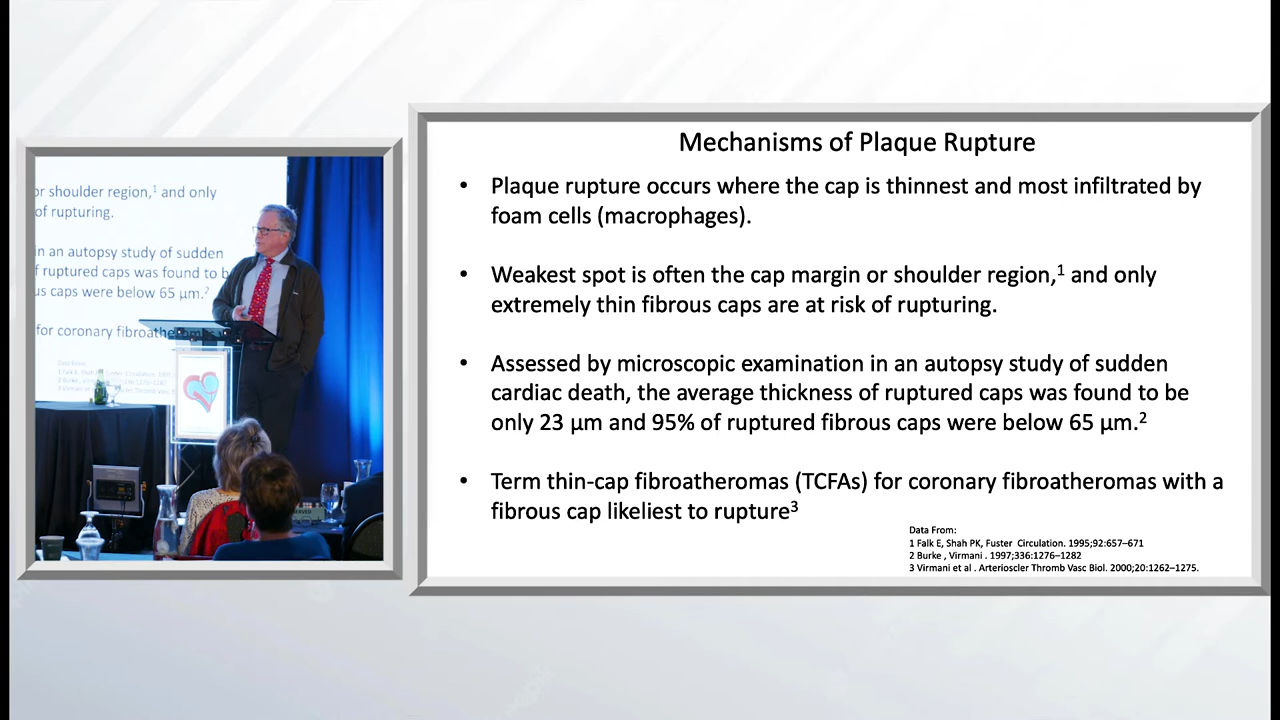 Mechanisms of Plaque Rupture
• Plaque rupture occurs where the cap is thinnest and most infiltrated by
foam cells (macrophages).
• Weakest spot is often the cap margin or shoulder region,¹ and only
extremely thin fibrous caps are at risk of rupturing.
• Assessed by microscopic examination in an autopsy study of sudden
cardiac death, the average thickness of ruptured caps was found to be
only 23 µm and 95% of ruptured fibrous caps were below 65 µm.²
• Term thin-cap fibroatheromas (TCFAs) for coronary fibroatheromas with a
fibrous cap likeliest to rupture³
Data From:
1 Falk E, Shah PK, Fuster Circulation. 1995;92:657–671
2 Burke , Virmani . 1997;336:1276–1282
3 Virmani et al . Arterioscler Thromb Vasc Biol. 2000;20:1262–1275.
or shoulder region,¹ and only
of rupturing.
in an autopsy study of sudden
f ruptured caps was found to b
us caps were below 65 µm.²
for coronary fibroatheromas
Data From: